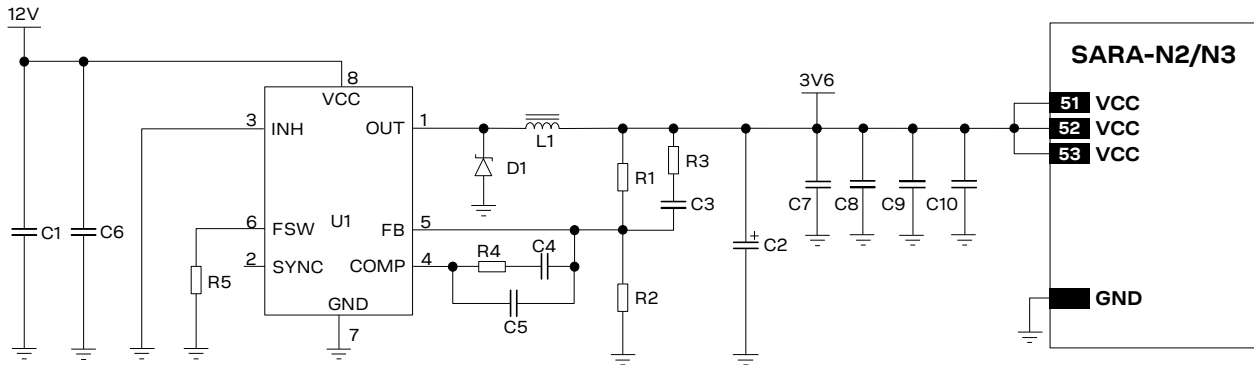 12V
8
VCC
3
INH
OUT
1
L1
D1
R1
R3
C3
3V6
SARA-N2/N3
51 VCC
52 VCC
53 VCC
C7
C8
C9
C10
C1
C6
6
FSW
U1
FB
5
2
SYNC
COMP
4
R4
C4
C5
R5
R2
C2
+
GND
7
GND